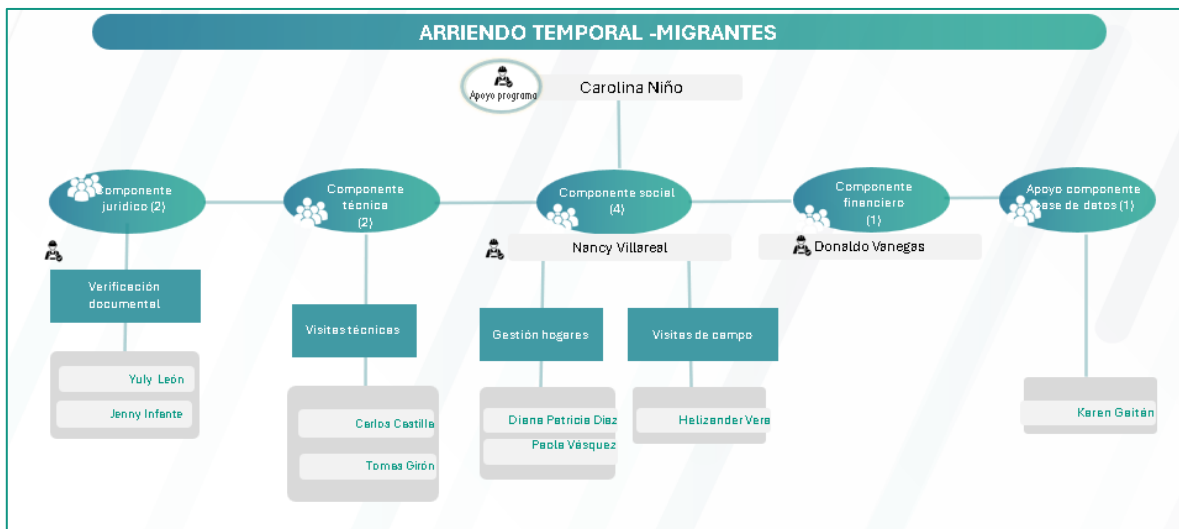 ARRIENDO TEMPORAL -MIGRANTES
Apoyo programa
Carolina Niño
Componente
jurídico (2)
Componente
técnica
(2)
Componente social
(4)
Componente
financiero
(1)
Apoyo componente
base de datos (1)
Nancy Villareal
Donaldo Vanegas
Verificación
documental
Visitas técnicas
Gestión hogares
Visitas de campo
Yuly León
Jenny Infante
Carlos Castilla
Tomas Girón
Diana Patricia Diaz
Paola Vásquez
Helizander Vera
Karen Gaitán